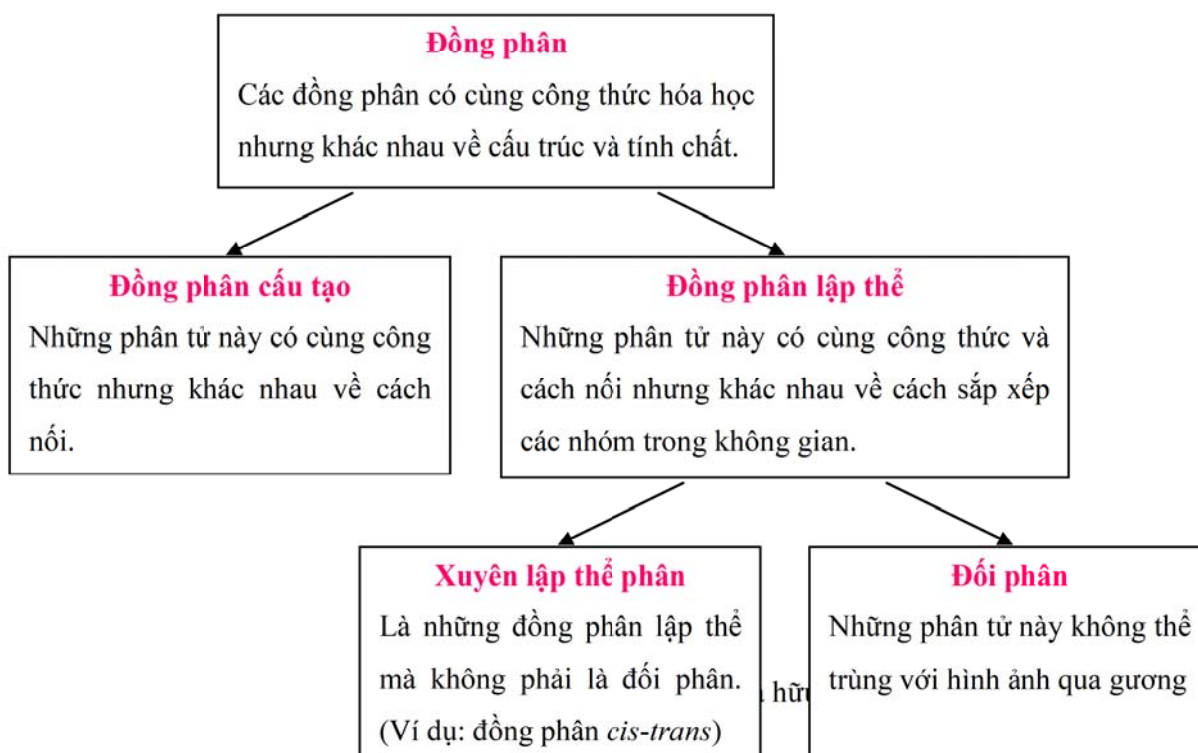 Đồng phân
Các đồng phân có cùng công thức hóa học
nhưng khác nhau về cấu trúc và tính chất.
Đồng phân cấu tạo
Những phân tử này có cùng công
thức nhưng khác nhau về cách
nối.
Đồng phân lập thể
Những phân tử này có cùng công thức và
cách nối nhưng khác nhau về cách sắp xếp
các nhóm trong không gian.
Xuyên lập thể phân
Là những đồng phân lập thể
mà không phải là đối phân.
(Ví dụ: đồng phân cis-trans)
Đối phân
Những phân tử này không thể
trùng với hình ảnh qua gương